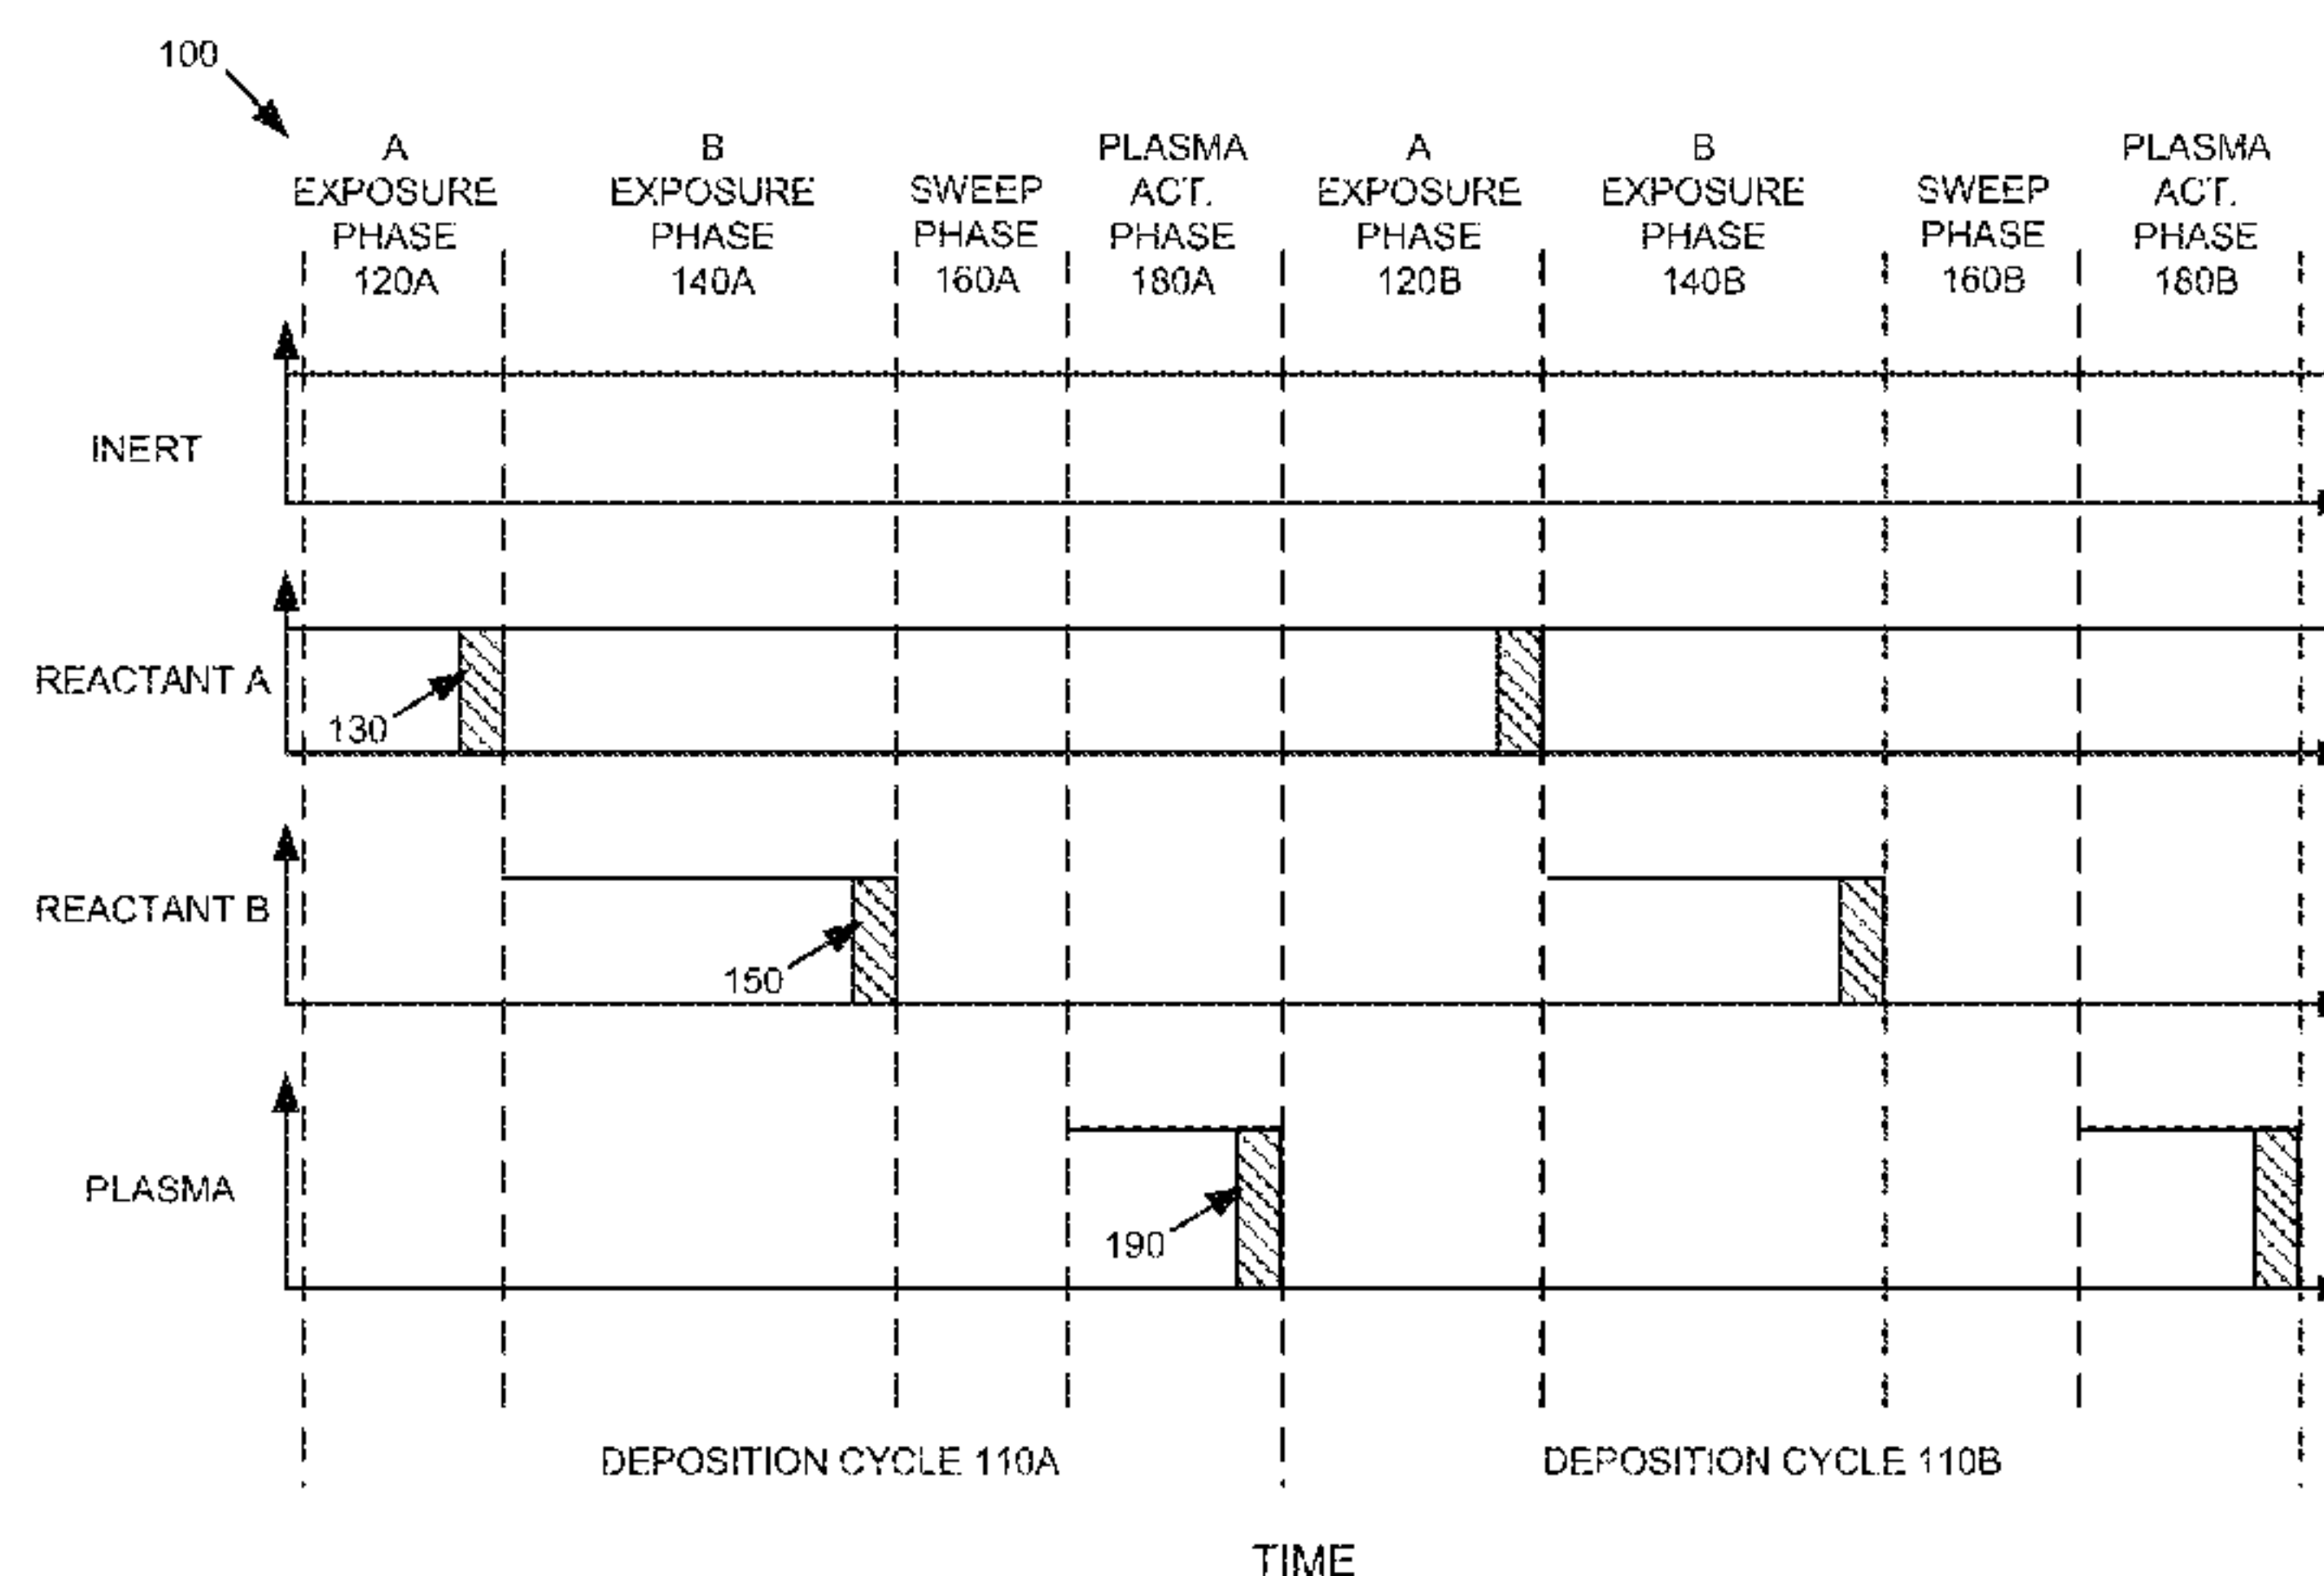 100
A
EXPOSURE
PHASE
120A
B
EXPOSURE
PHASE
140A
SWEEP
PHASE
160A
PLASMA
ACT.
PHASE
180A
A
EXPOSURE
PHASE
120B
B
EXPOSURE
PHASE
140B
SWEEP
PHASE
160B
PLASMA
ACT.
PHASE
180B
INERT
REACTANT A
130
REACTANT B
150
PLASMA
190
DEPOSITION CYCLE 110A
DEPOSITION CYCLE 110B
TIME